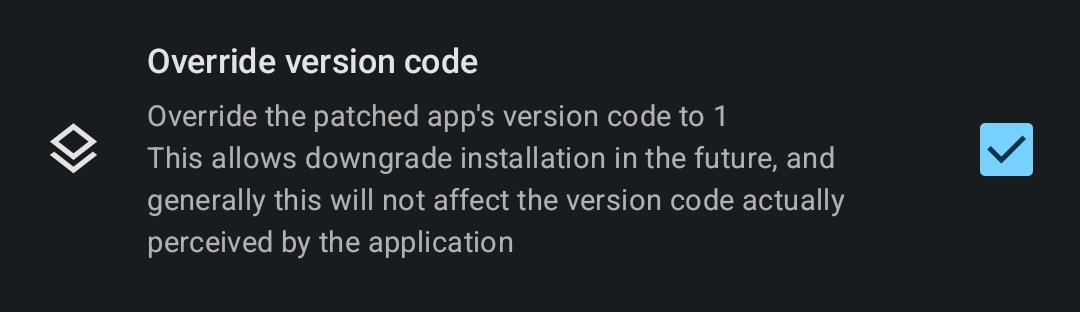 Override version code
Override the patched app's version code to 1
This allows downgrade installation in the future, and
generally this will not affect the version code actually
perceived by the application